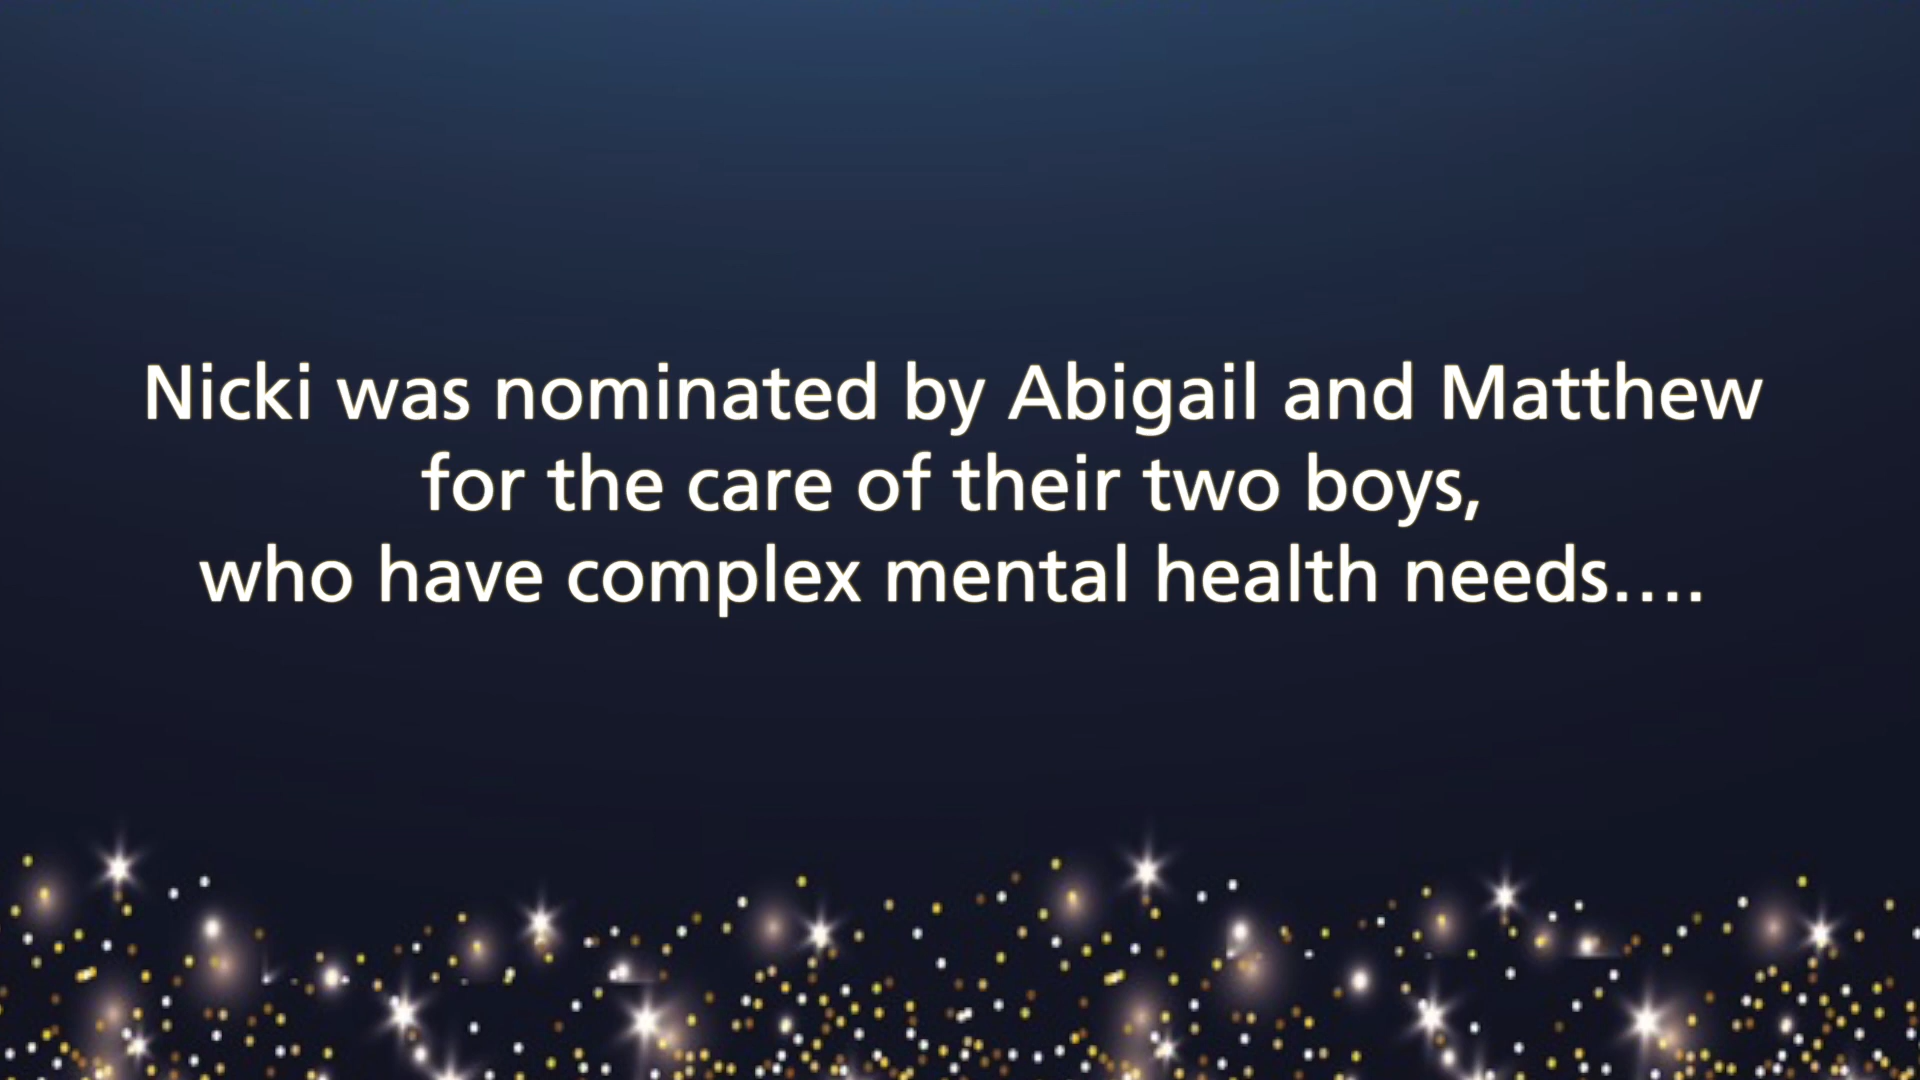 Nicki was nominated by Abigail and Matthew
for the care of their two boys,
who have complex mental health needs....